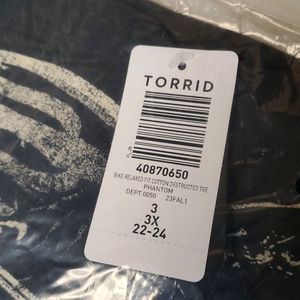 TORRID
40870650
BIKE RELAXED FIT COTTON DESTRUCTED TEE
PHANTOM
DEPT 0050 23FAL1
3
3X
22-24